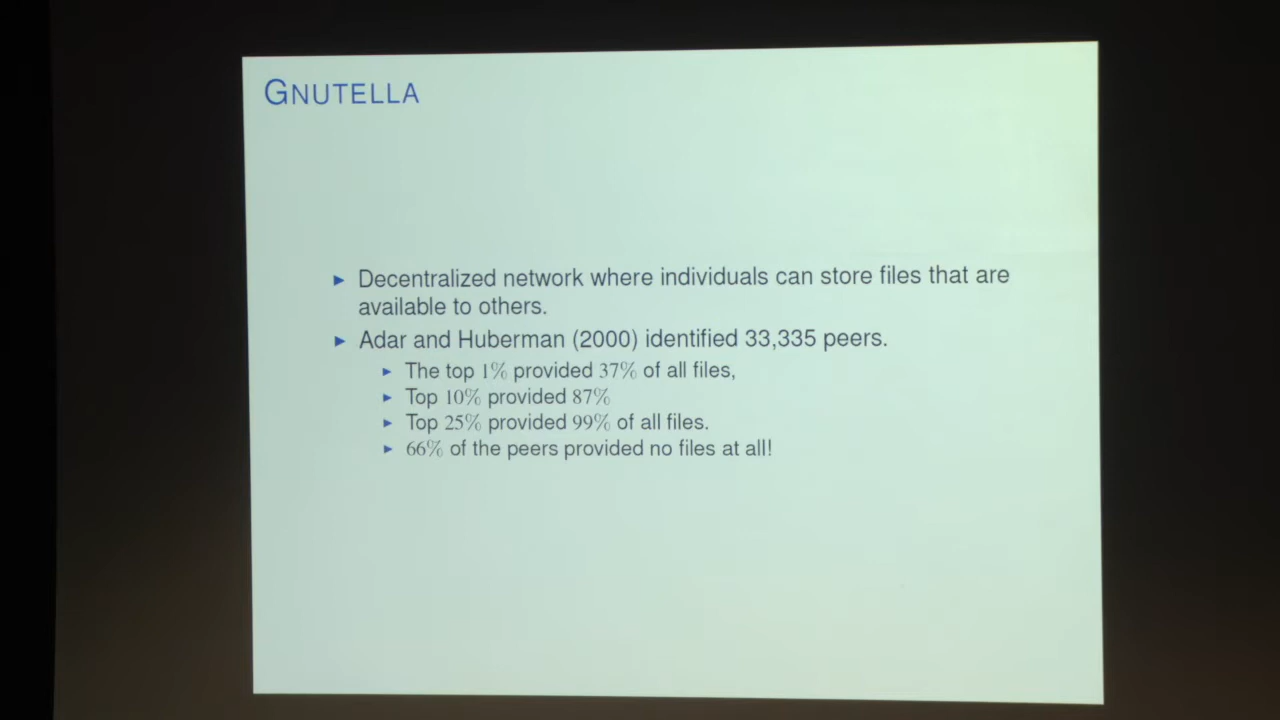 GNUTELLA
► Decentralized network where individuals can store files that are
available to others.
► Adar and Huberman (2000) identified 33,335 peers.
► The top 1% provided 37% of all files,
► Top 10% provided 87%
► Top 25% provided 99% of all files.
► 66% of the peers provided no files at all!